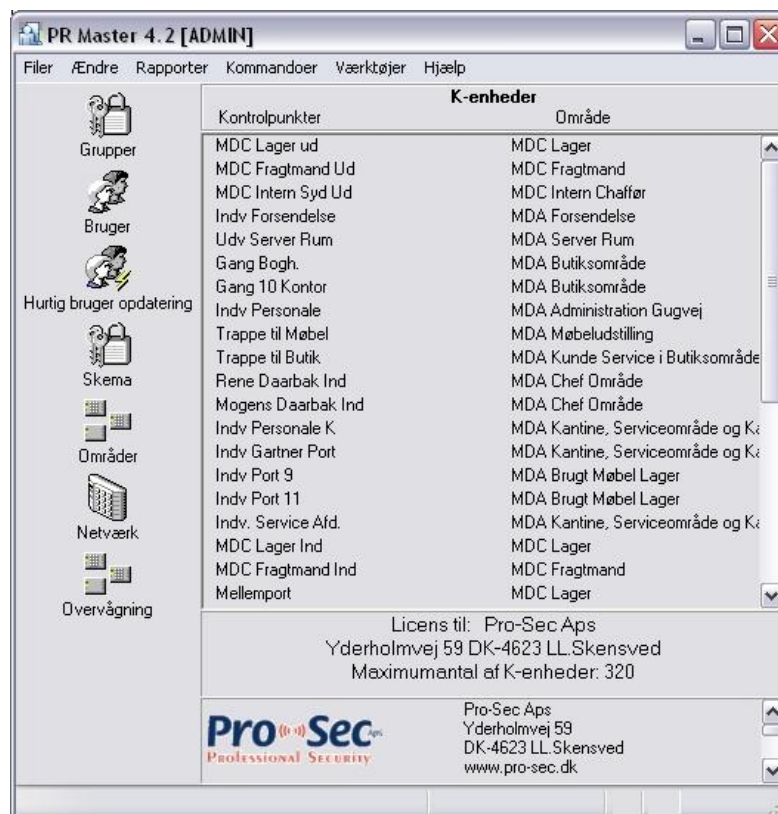 PR Master 4.2 [ADMIN]
Filer Ændre Rapporter Kommandoer Værktøjer Hjælp
Grupper
Bruger
Hurtig bruger opdatering
Skema
Områder
Netværk
Overvågning
K-enheder
Kontrolpunkter Område
MDC Lager ud MDC Lager
MDC Fragtmand Ud MDC Fragtmand
MDC Intern Syd Ud MDC Intern Chaffør
Indv Forsendelse MDA Forsendelse
Udv Server Rum MDA Server Rum
Gang Bogh. MDA Butiksområde
Gang 10 Kontor MDA Butiksområde
Indv Personale MDA Administration Gugvej
Trappe til Møbel MDA Møbeludstilling
Trappe til Butik MDA Kunde Service i Butiksområde
Rene Daarbak Ind MDA Chef Område
Mogens Daarbak Ind MDA Chef Område
Indv Personale K MDA Kantine, Serviceområde og Ka
Indv Gartner Port MDA Kantine, Serviceområde og Ka
Indv Port 9 MDA Brugt Møbel Lager
Indv Port 11 MDA Brugt Møbel Lager
Indv. Service Afd. MDA Kantine, Serviceområde og Ka
MDC Lager Ind MDC Lager
MDC Fragtmand Ind MDC Fragtmand
Mellemport MDC Lager
Licens til: Pro-Sec Aps
Yderholmvej 59 DK-4623 LL.Skensved
Maximumantal af K-enheder: 320
Pro Sec Aps
Professional Security
Pro-Sec Aps
Yderholmvej 59
DK-4623 LL.Skensved
www.pro-sec.dk